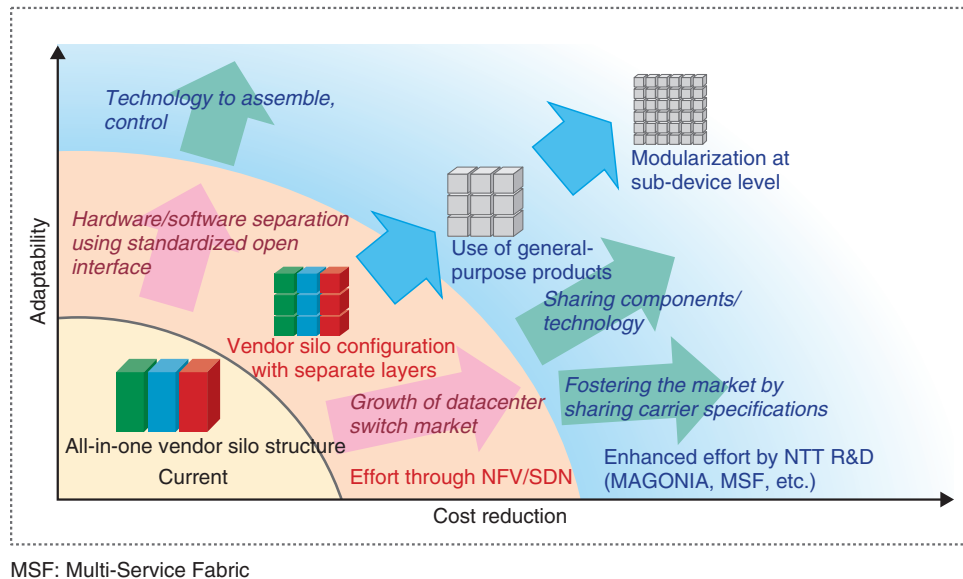 Technology to assemble,
control
Modularization at
sub-device level
Hardware/software separation
using standardized open
interface
Use of general-
purpose products
Adaptability
Sharing components/
technology
Vendor silo configuration
with separate layers
Growth of datacenter
switch market
Fostering the market by
sharing carrier specifications
All-in-one vendor silo structure
Current
Effort through NFV/SDN
Enhanced effort by NTT R&D
(MAGONIA, MSF, etc.)
Cost reduction
MSF: Multi-Service Fabric